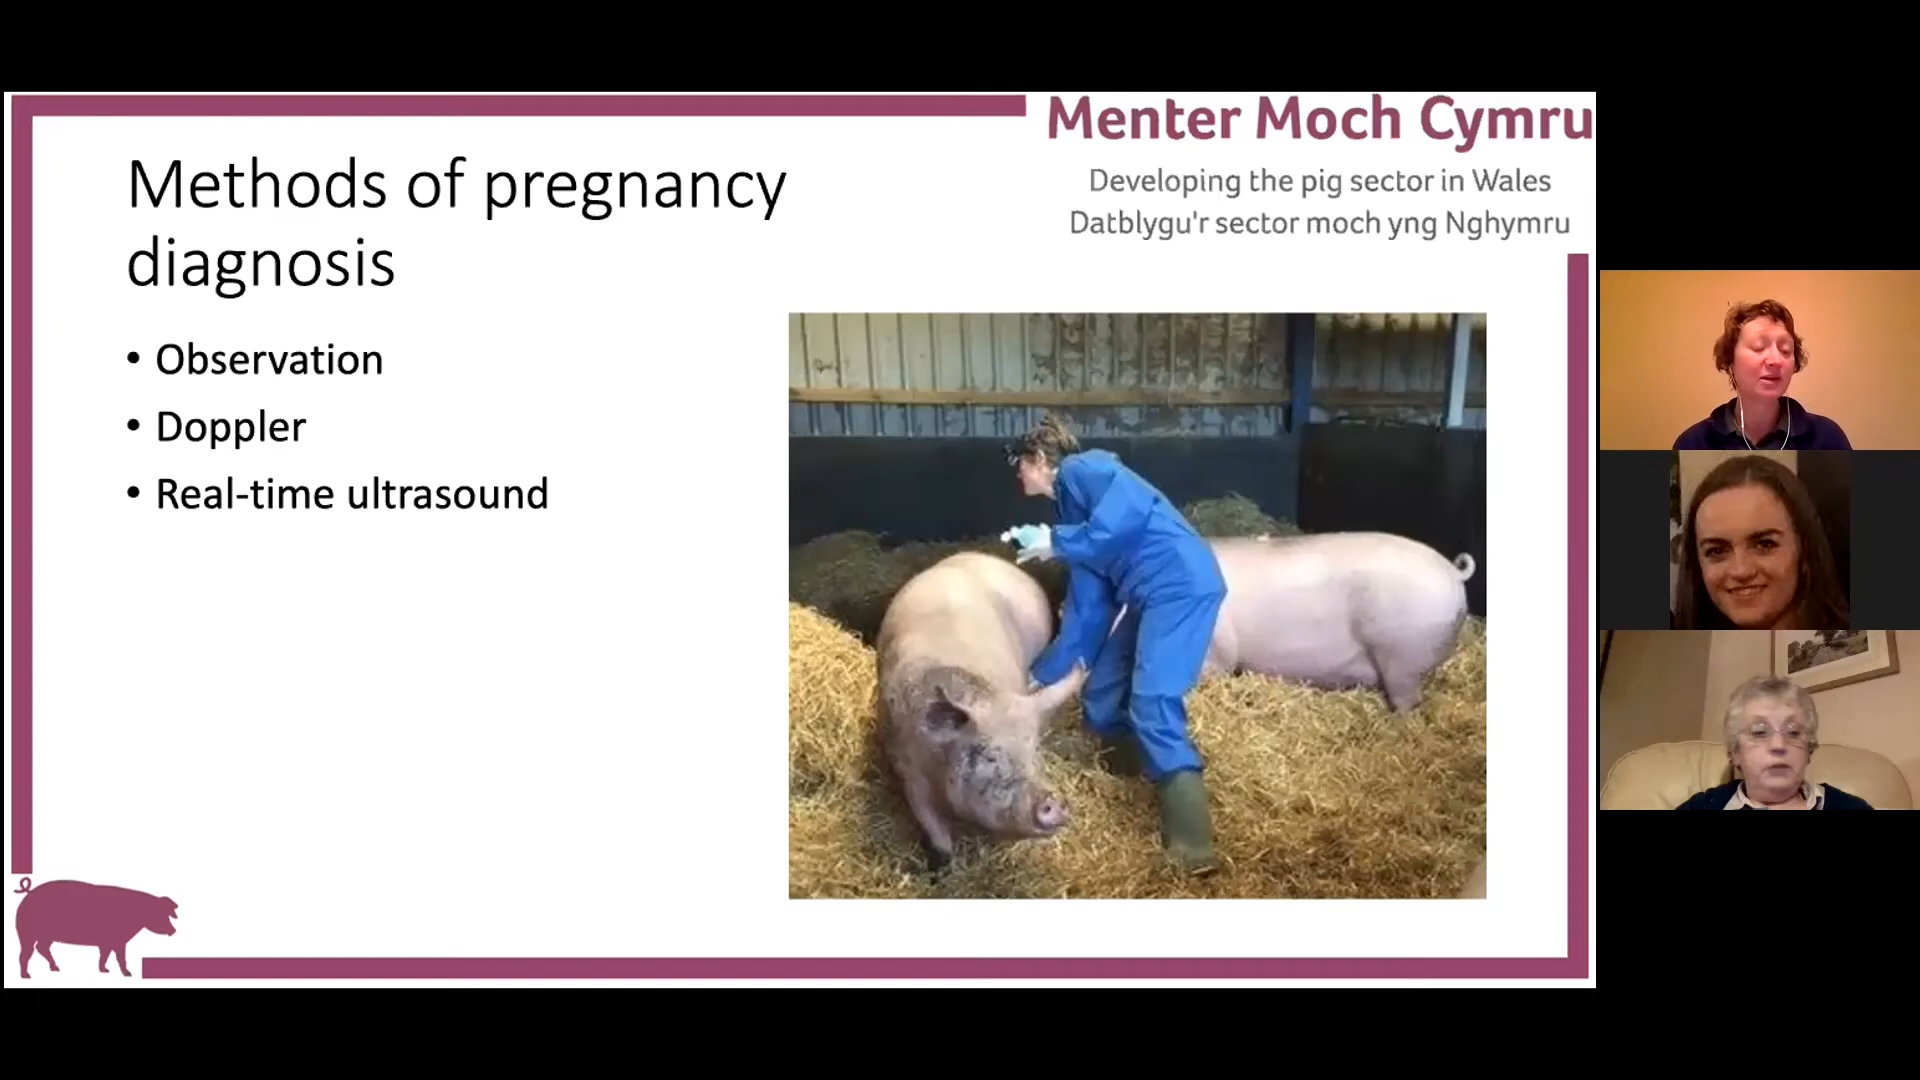 Menter Moch Cymru
Developing the pig sector in Wales
Datblygu'r sector moch yng Nghymru
Methods of pregnancy
diagnosis
• Observation
• Doppler
• Real-time ultrasound